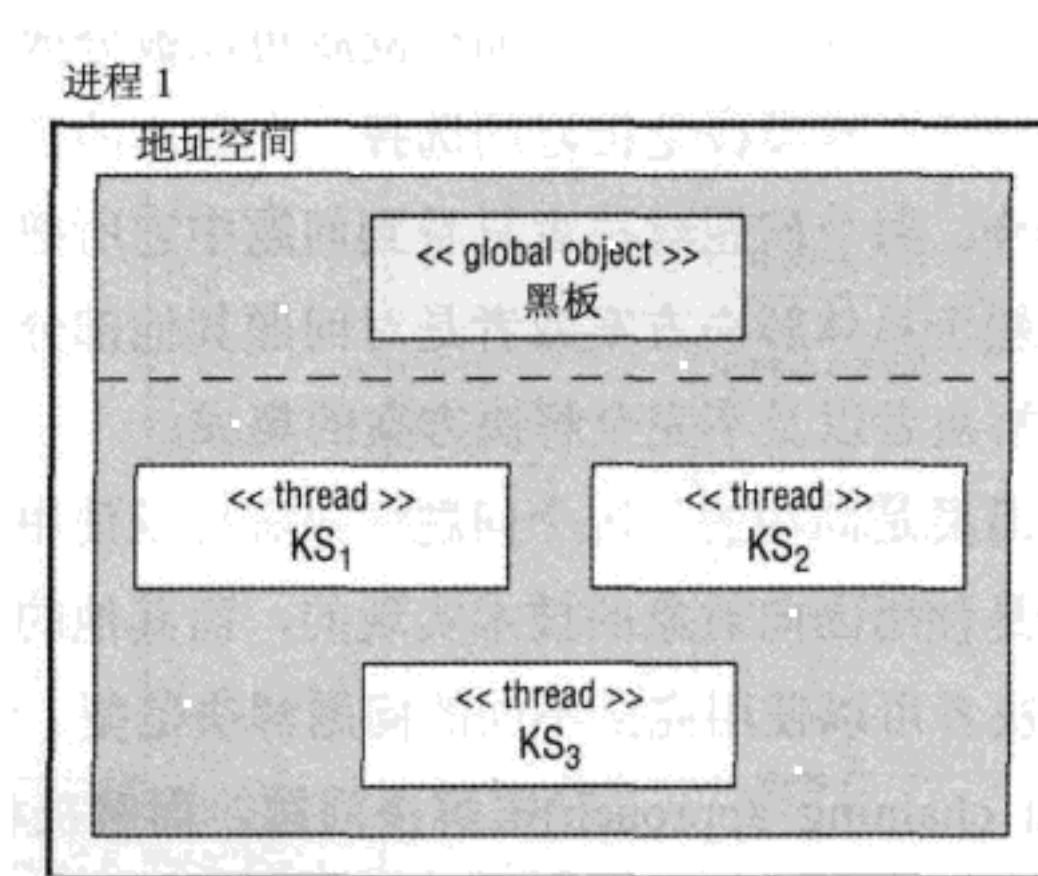 进程 1
地址空间
<< global object >>
黑板
<< thread >>
KS₁
<< thread >>
KS₂
<< thread >>
KS₃